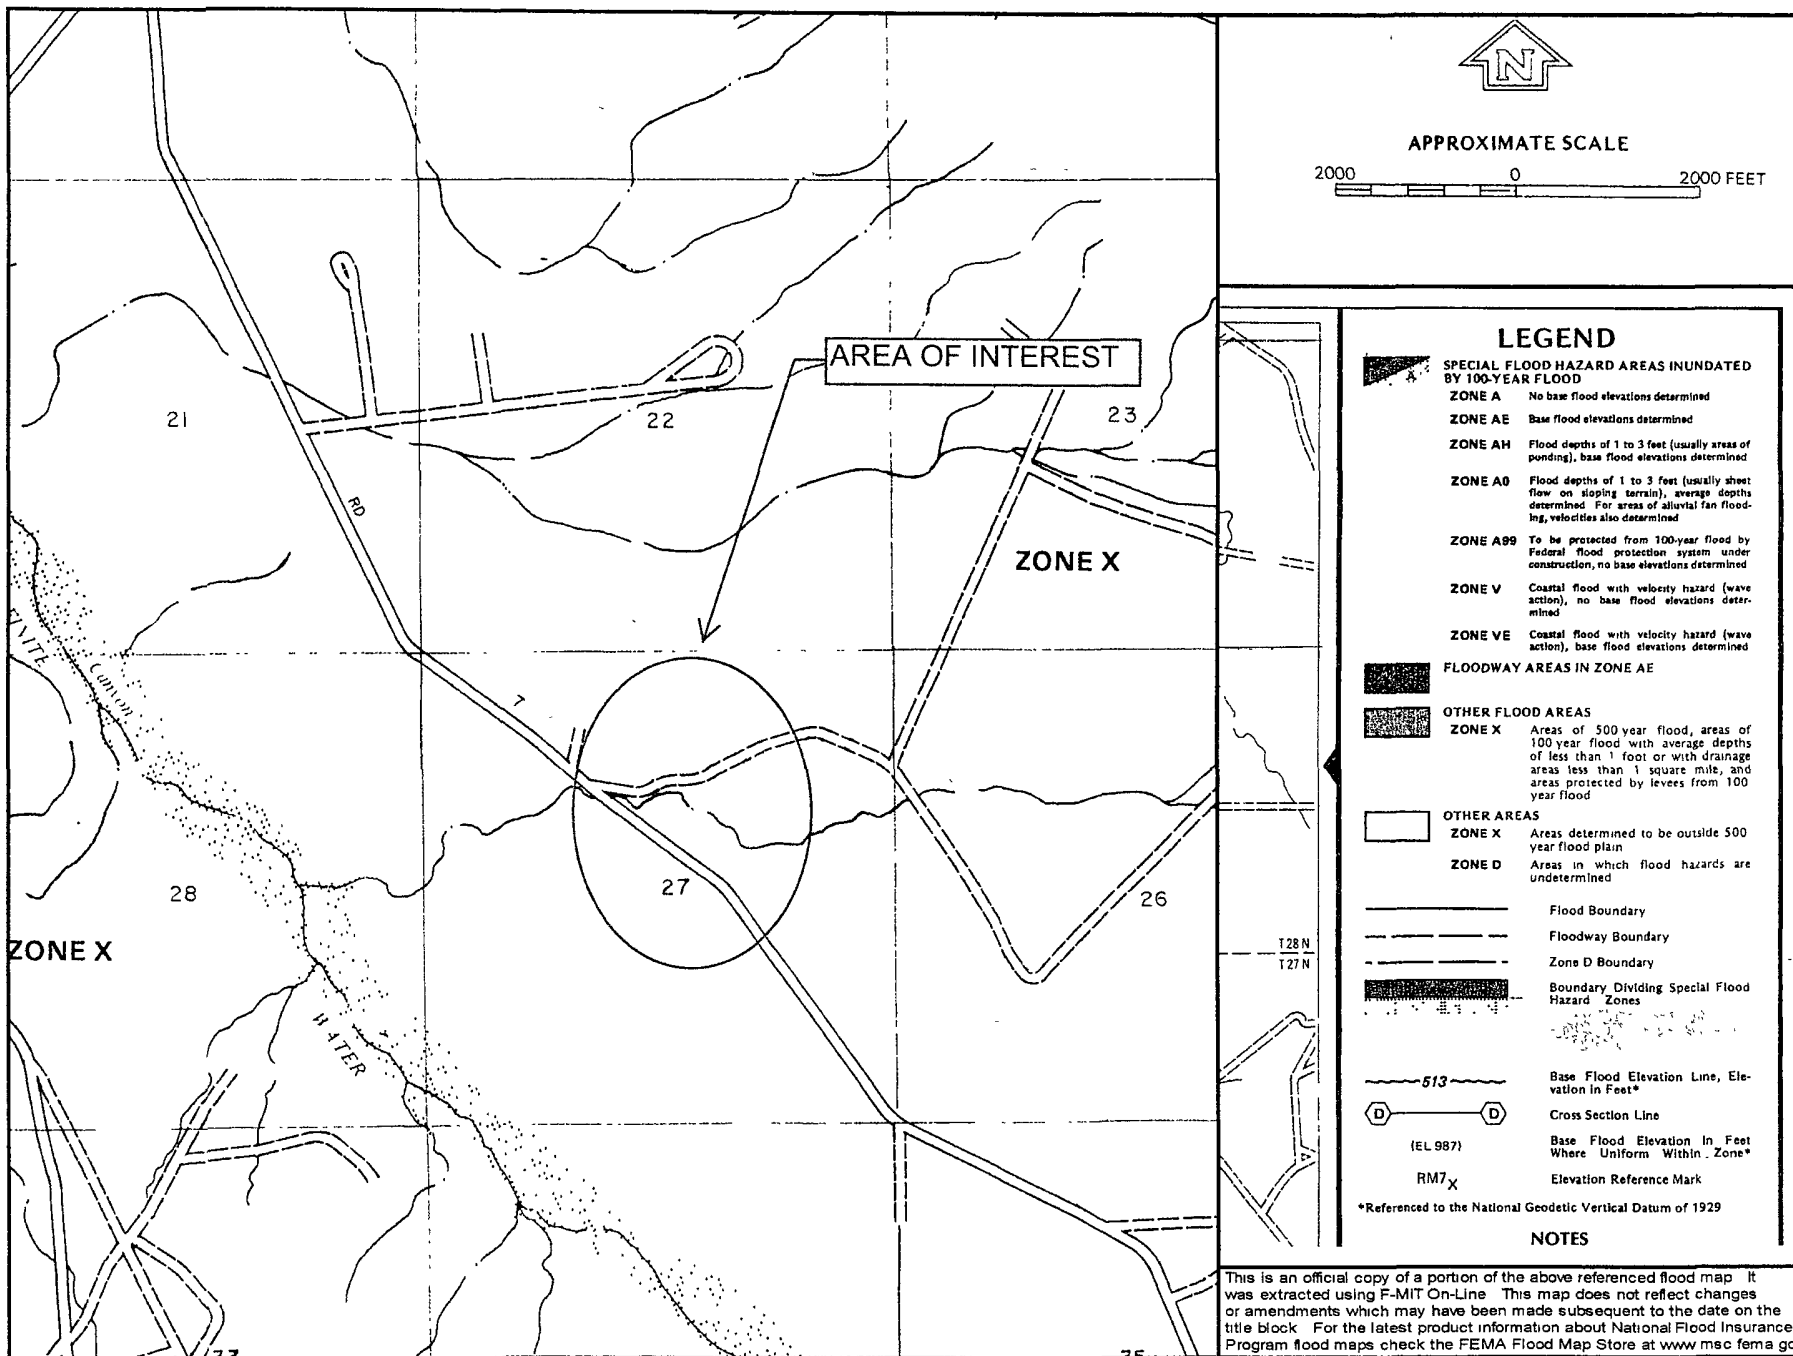 N
APPROXIMATE SCALE
2000 0 2000 FEET
AREA OF INTEREST
21
22
23
RD
ZONE X
Canyon
7
28
27
26
ZONE X
WATER
T28N
T27N
LEGEND
SPECIAL FLOOD HAZARD AREAS INUNDATED
BY 100-YEAR FLOOD
ZONE A No base flood elevations determined
ZONE AE Base flood elevations determined
ZONE AH Flood depths of 1 to 3 feet (usually areas of
ponding), base flood elevations determined
ZONE A0 Flood depths of 1 to 3 feet (usually sheet
flow on sloping terrain), average depths
determined For areas of alluvial fan flood-
ing, velocities also determined
ZONE A99 To be protected from 100-year flood by
Federal flood protection system under
construction, no base elevations determined
ZONE V Coastal flood with velocity hazard (wave
action), no base flood elevations deter-
mined
ZONE VE Coastal flood with velocity hazard (wave
action), base flood elevations determined
FLOODWAY AREAS IN ZONE AE
OTHER FLOOD AREAS
ZONE X Areas of 500 year flood, areas of
100 year flood with average depths
of less than 1 foot or with drainage
areas less than 1 square mile, and
areas protected by levees from 100
year flood
OTHER AREAS
ZONE X Areas determined to be outside 500
year flood plain
ZONE D Areas in which flood hazards are
undetermined
Flood Boundary
Floodway Boundary
Zone D Boundary
Boundary Dividing Special Flood
Hazard Zones
513 Base Flood Elevation Line, Ele-
vation in Feet*
D D Cross Section Line
(EL 987) Base Flood Elevation In Feet
Where Uniform Within Zone*
RM7X Elevation Reference Mark
*Referenced to the National Geodetic Vertical Datum of 1929
NOTES
This is an official copy of a portion of the above referenced flood map It
was extracted using F-MIT On-Line This map does not reflect changes
or amendments which may have been made subsequent to the date on the
title block For the latest product information about National Flood Insurance
Program flood maps check the FEMA Flood Map Store at www msc fema go